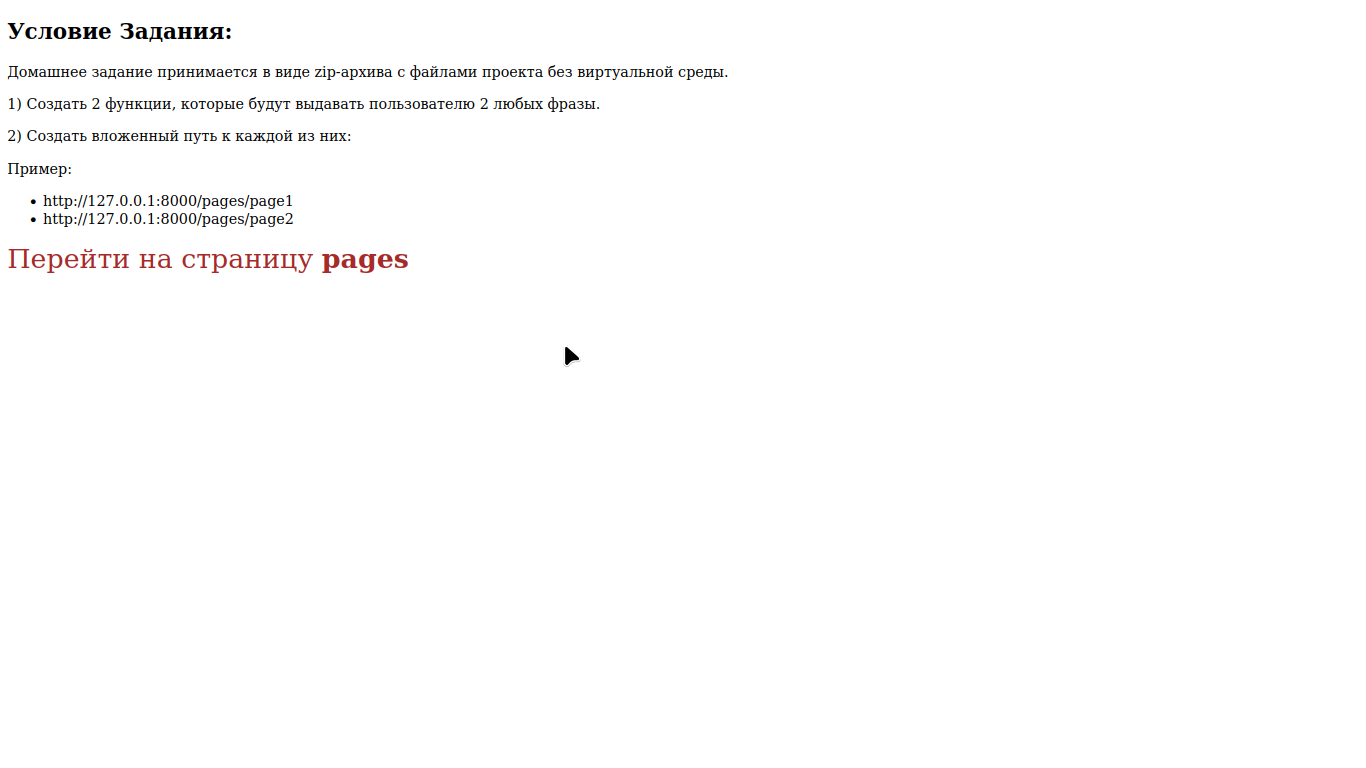 Условие Задания:
Домашнее задание принимается в виде zip-архива с файлами проекта без виртуальной среды.
1) Создать 2 функции, которые будут выдавать пользователю 2 любых фразы.
2) Создать вложенный путь к каждой из них:
Пример:
• http://127.0.0.1:8000/pages/page1
• http://127.0.0.1:8000/pages/page2
Перейти на страницу pages